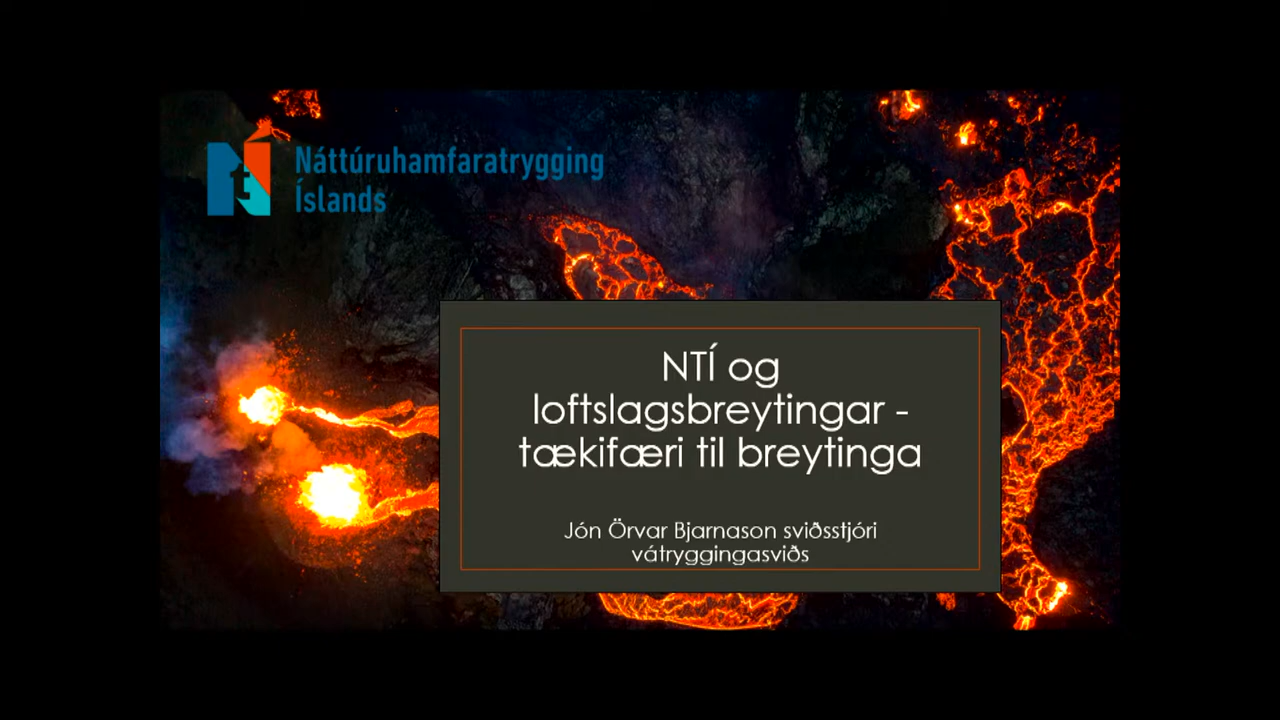 Náttúruhamfaratrygging
Íslands
NTÍ og
loftslagsbreytingar -
tækifæri til breytinga
Jón Örvar Bjarnason sviðsstjóri
vátryggingasviðs